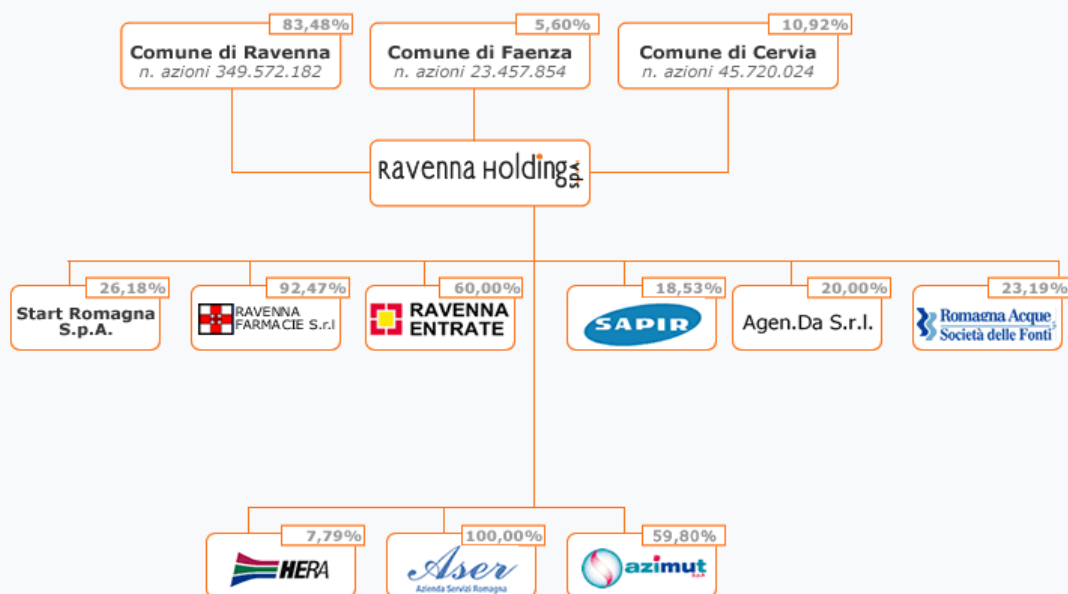 83,48%
Comune di Ravenna
n. azioni 349.572.182
5,60%
Comune di Faenza
n. azioni 23.457.854
10,92%
Comune di Cervia
n. azioni 45.720.024
Ravenna Holding spa.
26,18%
Start Romagna
S.p.A.
92,47%
RAVENNA
FARMACIE S.r.l
60,00%
RAVENNA
ENTRATE
18,53%
SAPIR
20,00%
Agen.Da S.r.l.
23,19%
Romagna Acque
Società delle Fonti
7,79%
HERA
100,00%
Aser
Azienda Servizi Romagna
59,80%
azimut
S.p.A.